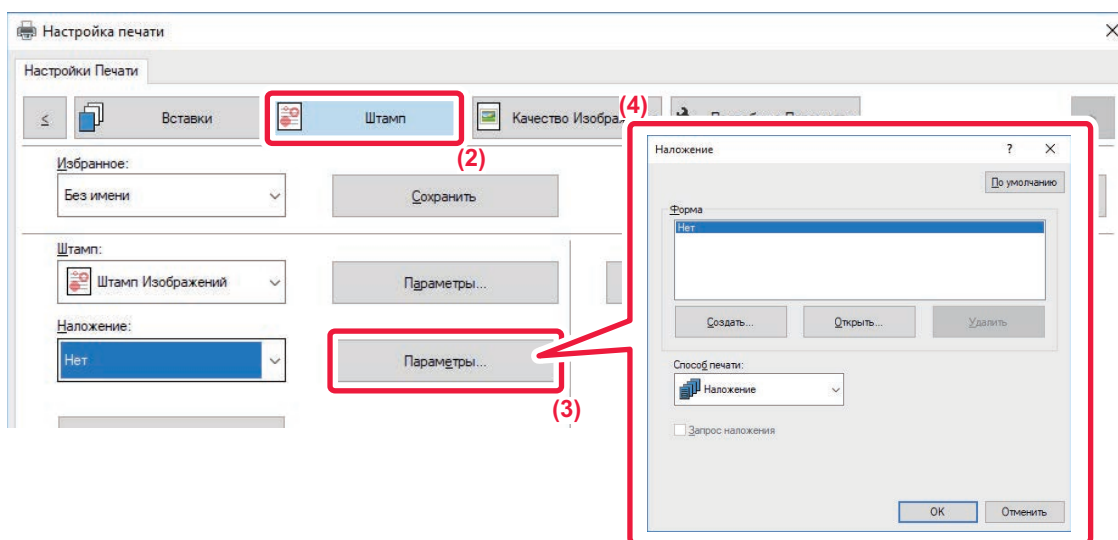 Настройка печати
Настройки Печати
≤ Вставки Штамп Качество
(2)
(4)
Избранное:
Без имени Сохранить
Штамп:
Штамп Изображений Параметры...
Наложение:
Нет Параметры...
(3)
Наложение ?
По умолчанию
Форма
Нет
Создать... Открыть... Удалить
Способ печати:
Наложение
Запрос наложения
OK Отменить